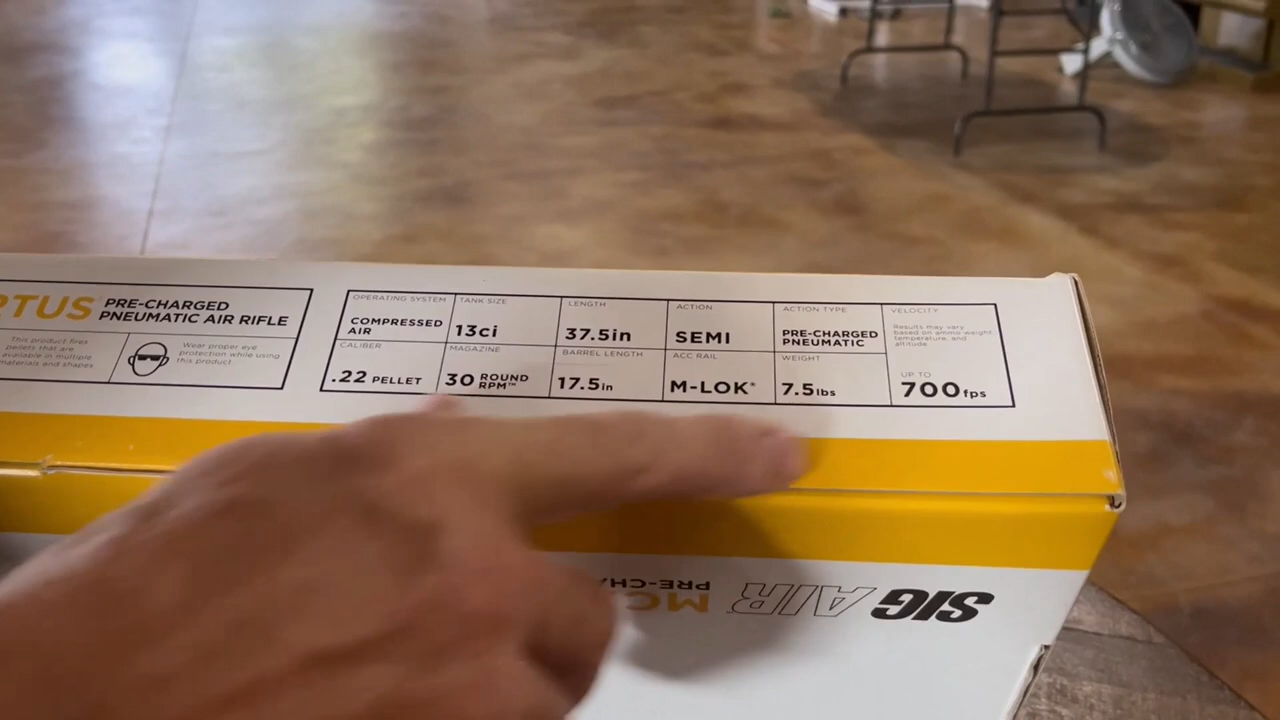 RTUS PRE-CHARGED
PNEUMATIC AIR RIFLE
This product fires
pellets that are
available in multiple
materials and shapes
Wear proper eye
protection while using
this product
OPERATING SYSTEM
COMPRESSED
AIR
TANK SIZE
13ci
LENGTH
37.5in
ACTION
SEMI
ACTION TYPE
PRE-CHARGED
PNEUMATIC
VELOCITY
Results may vary
based on ammo weight
temperature, and
altitude
UP TO
700fps
CALIBER
.22 PELLET
MAGAZINE
30 ROUND
RPM™
BARREL LENGTH
17.5in
ACC RAIL
M-LOK®
WEIGHT
7.5lbs
SIG AIR MC
PRE-CHA